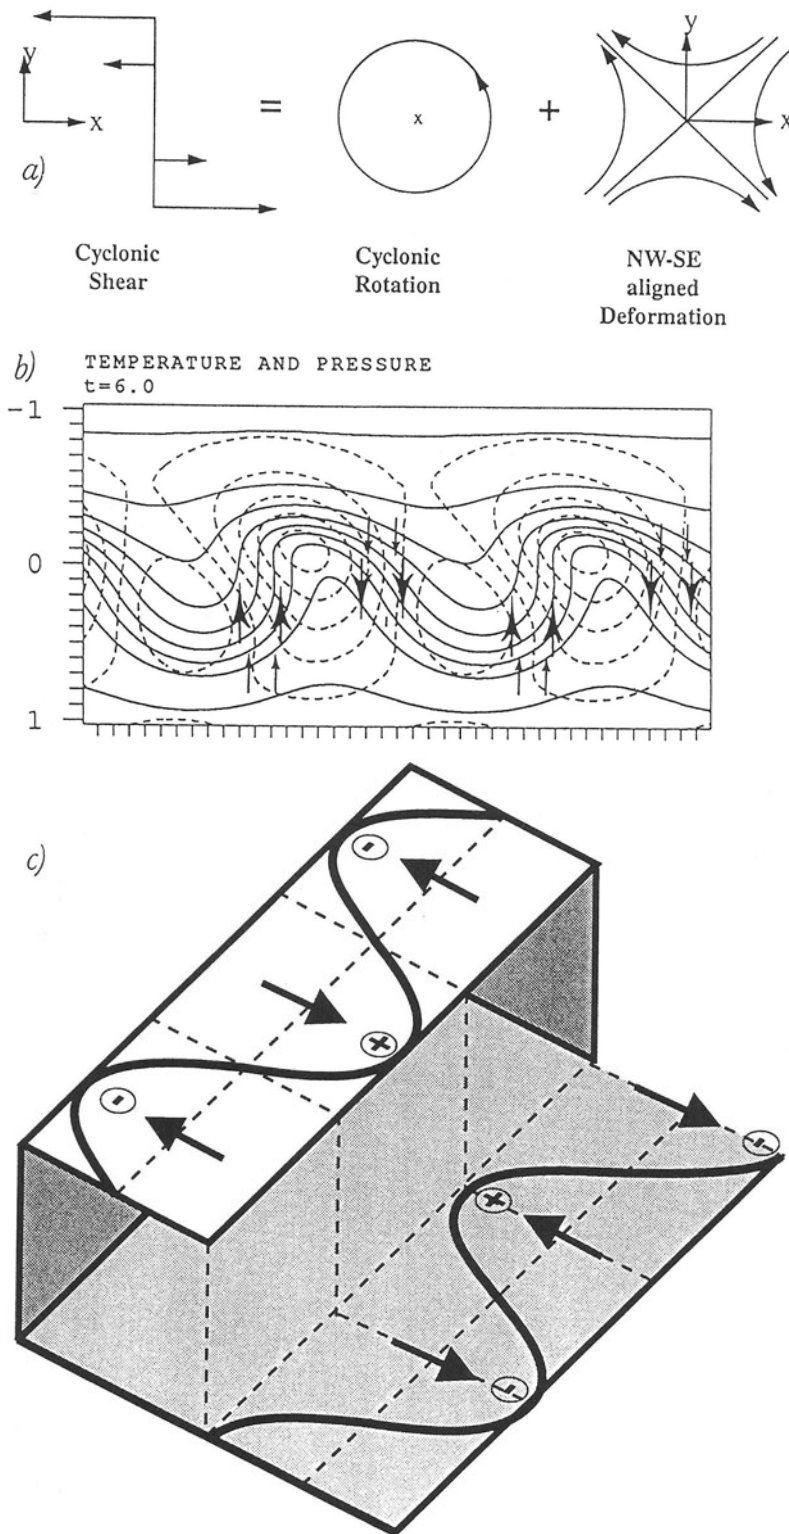 y
x
a)
=
x
+
y
x
Cyclonic
Shear
Cyclonic
Rotation
NW-SE
aligned
Deformation
b)
TEMPERATURE AND PRESSURE
t=6.0
-1
0
1
c)
-
+
-
-
+
-